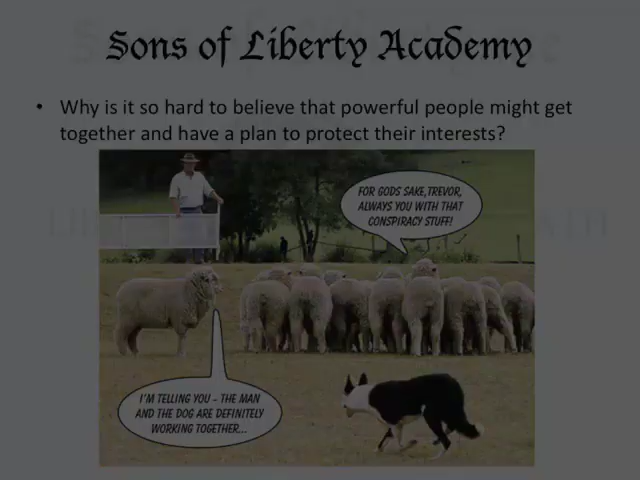 Sons of Liberty Academy
• Why is it so hard to believe that powerful people might get
together and have a plan to protect their interests?
FOR GODS SAKE,TREVOR,
ALWAYS YOU WITH THAT
CONSPIRACY STUFF!
I'M TELLING YOU - THE MAN
AND THE DOG ARE DEFINITELY
WORKING TOGETHER...